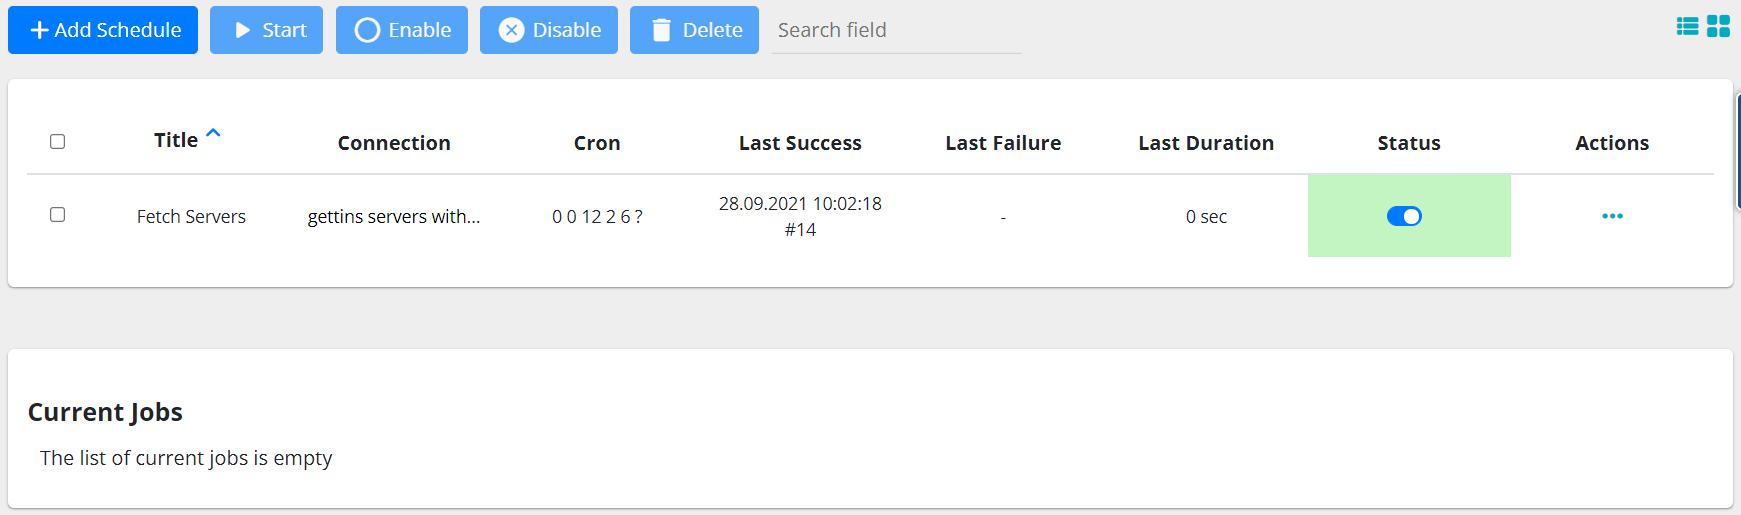 + Add Schedule Start Enable Disable Delete Search field
Title Connection Cron Last Success Last Failure Last Duration Status Actions
Fetch Servers gettins servers with... 0 0 12 2 6 ? 28.09.2021 10:02:18 - 0 sec
#14
Current Jobs
The list of current jobs is empty